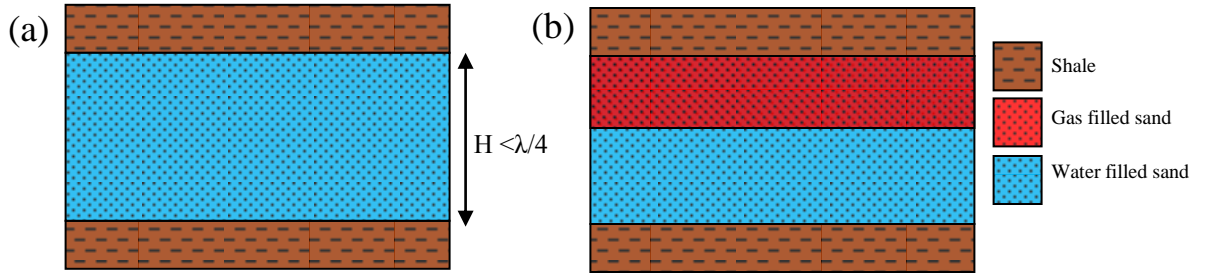 (a)
H <λ/4
(b)
Shale
Gas filled sand
Water filled sand